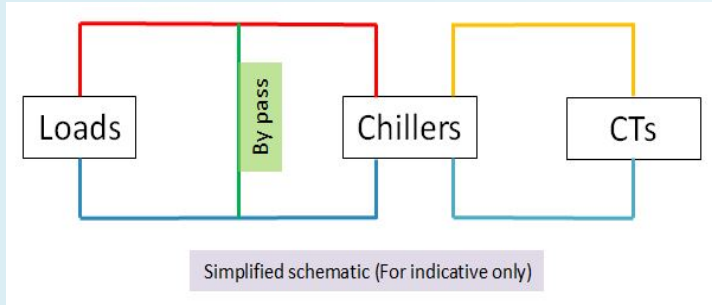 Loads
By pass
Chillers
CTs
Simplified schematic (For indicative only)